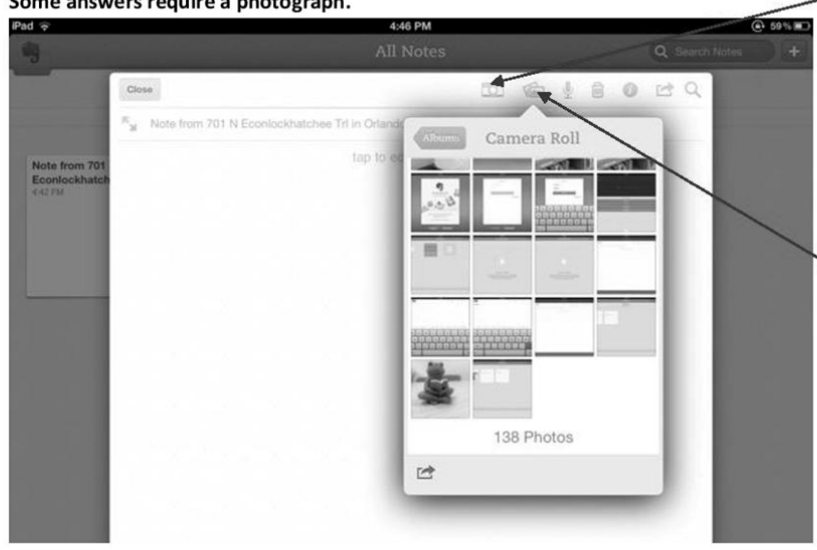 Some answers require a photograph.
iPad 4:46 PM 59%
All Notes
Search Notes
Close
Note from 701 N Econlockhatchee Trl in Orlando
tap to
Albums
Camera Roll
Note from 701
Econlockhatch
4:42 PM
138 Photos